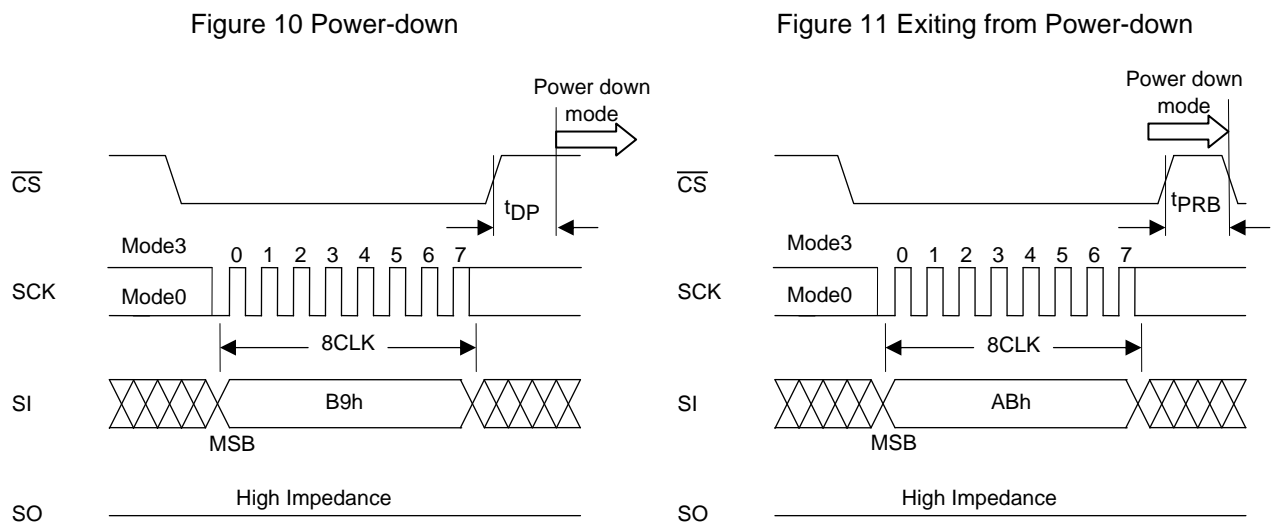 Figure 10 Power-down
Power down
mode
CS
tDP
Mode3
0 1 2 3 4 5 6 7
SCK
Mode0
8CLK
SI
B9h
MSB
High Impedance
SO
Figure 11 Exiting from Power-down
Power down
mode
CS
tPRB
Mode3
0 1 2 3 4 5 6 7
SCK
Mode0
8CLK
SI
ABh
MSB
High Impedance
SO